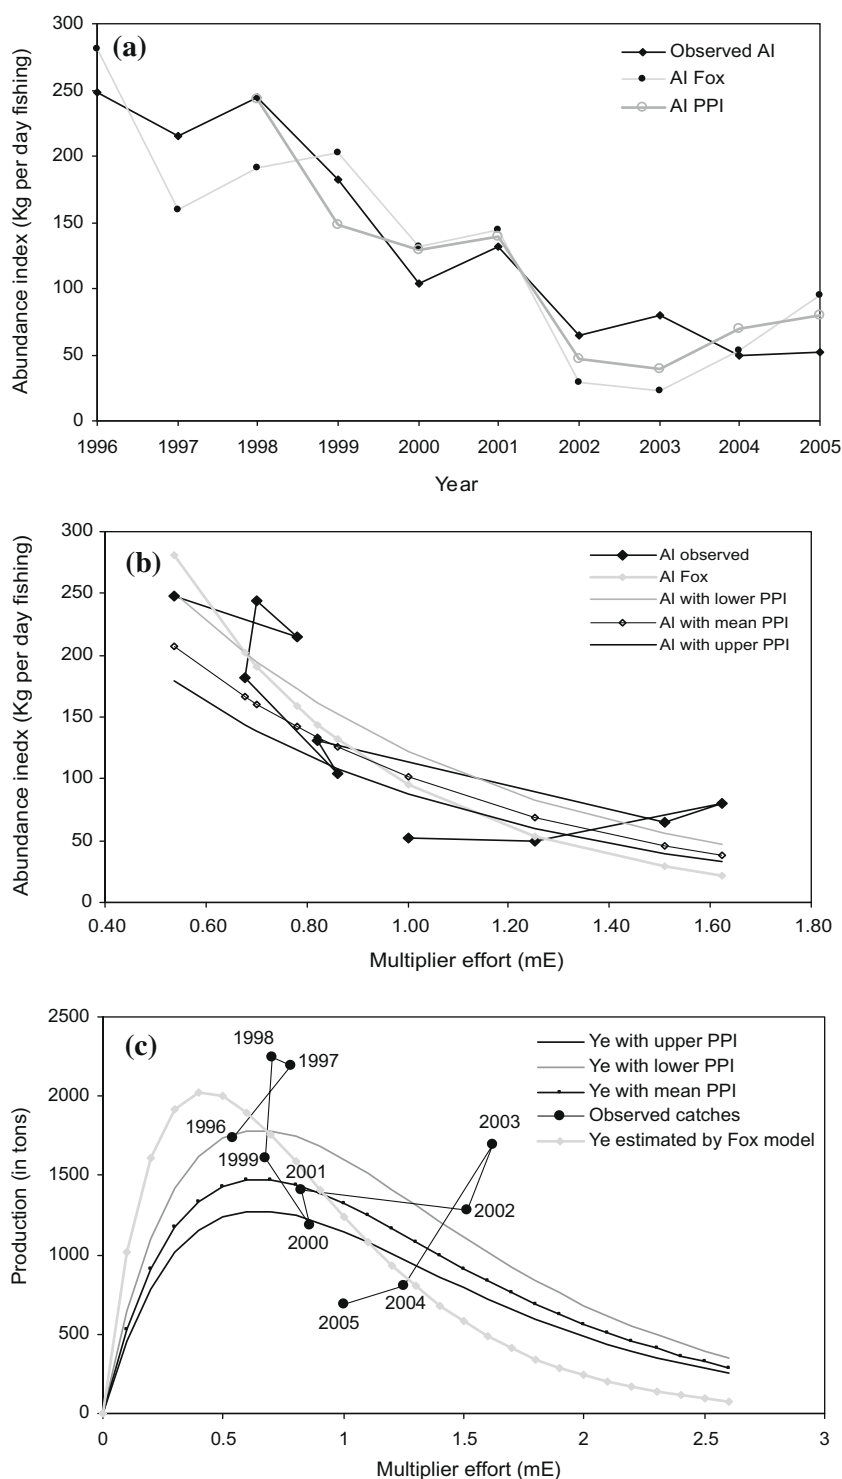 (a)
Observed AI
AI Fox
AI PPI
Abundance index (Kg per day fishing)
300
250
200
150
100
50
0
1996 1997 1998 1999 2000 2001 2002 2003 2004 2005
Year
(b)
AI observed
AI Fox
AI with lower PPI
AI with mean PPI
AI with upper PPI
Abundance inedx (Kg per day fishing)
300
250
200
150
100
50
0
0.40 0.60 0.80 1.00 1.20 1.40 1.60 1.80
Multiplier effort (mE)
(c)
Ye with upper PPI
Ye with lower PPI
Ye with mean PPI
Observed catches
Ye estimated by Fox model
Production (in tons)
2500
2000
1500
1000
500
0
1998
1997
1996
1999
2001
2000
2003
2002
2004
2005
0 0.5 1 1.5 2 2.5 3
Multiplier effort (mE)